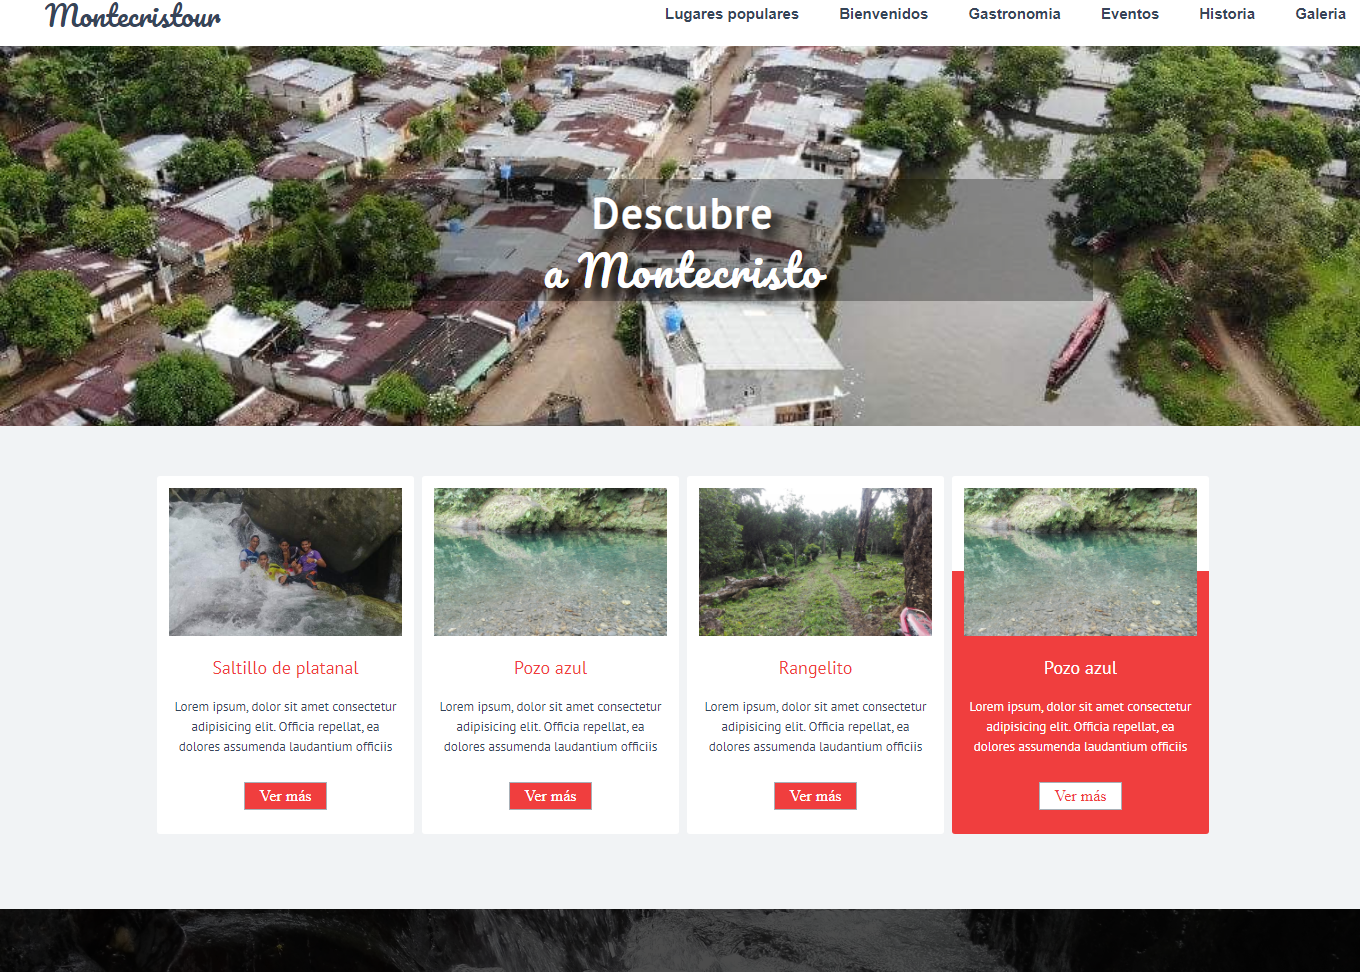 Montecristour
Lugares populares
Bienvenidos
Gastronomia
Eventos
Historia
Galeria
Descubre
a Montecristo
Saltillo de platanal
Lorem ipsum, dolor sit amet consectetur
adipisicing elit. Officia repellat, ea
dolores assumenda laudantium officiis
Ver más
Pozo azul
Lorem ipsum, dolor sit amet consectetur
adipisicing elit. Officia repellat, ea
dolores assumenda laudantium officiis
Ver más
Rangelito
Lorem ipsum, dolor sit amet consectetur
adipisicing elit. Officia repellat, ea
dolores assumenda laudantium officiis
Ver más
Pozo azul
Lorem ipsum, dolor sit amet consectetur
adipisicing elit. Officia repellat, ea
dolores assumenda laudantium officiis
Ver más